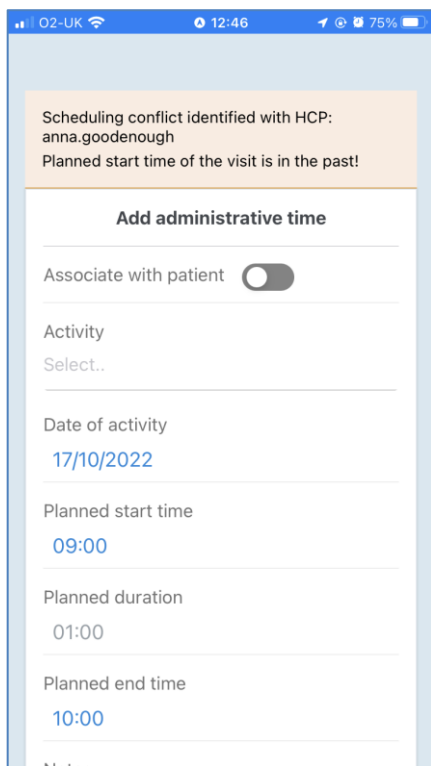 O2-UK 12:46 75%
Scheduling conflict identified with HCP:
anna.goodenough
Planned start time of the visit is in the past!
Add administrative time
Associate with patient
Activity
Select..
Date of activity
17/10/2022
Planned start time
09:00
Planned duration
01:00
Planned end time
10:00